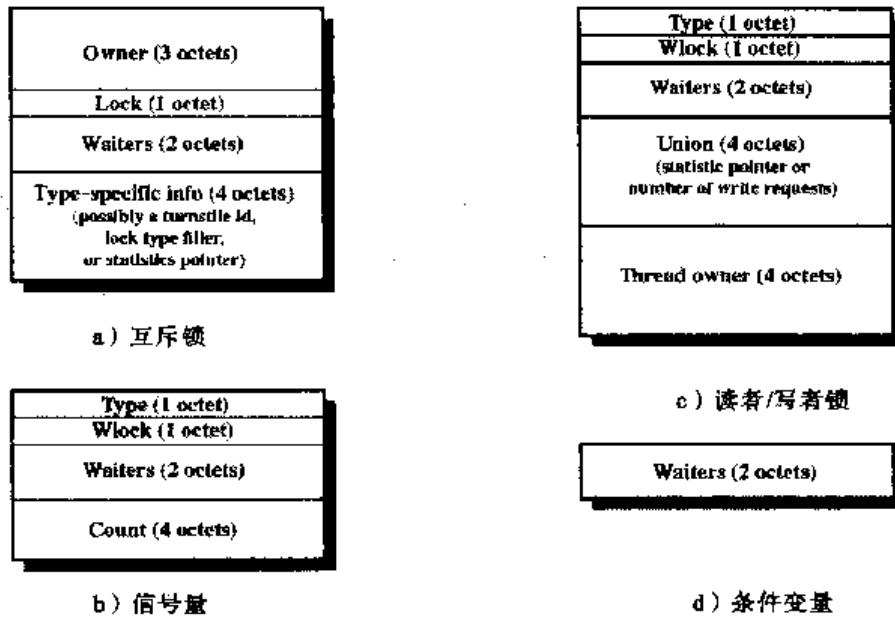 Owner (3 octets)
Lock (1 octet)
Waiters (2 octets)
Type-specific info (4 octets)
(possibly a turnstile id,
lock type filler,
or statistics pointer)
a）互斥锁
Type (1 octet)
Wlock (1 octet)
Waiters (2 octets)
Count (4 octets)
b）信号量
Type (1 octet)
Wlock (1 octet)
Waiters (2 octets)
Union (4 octets)
(statistic pointer or
number of write requests)
Thread owner (4 octets)
c）读者/写者锁
Waiters (2 octets)
d）条件变量